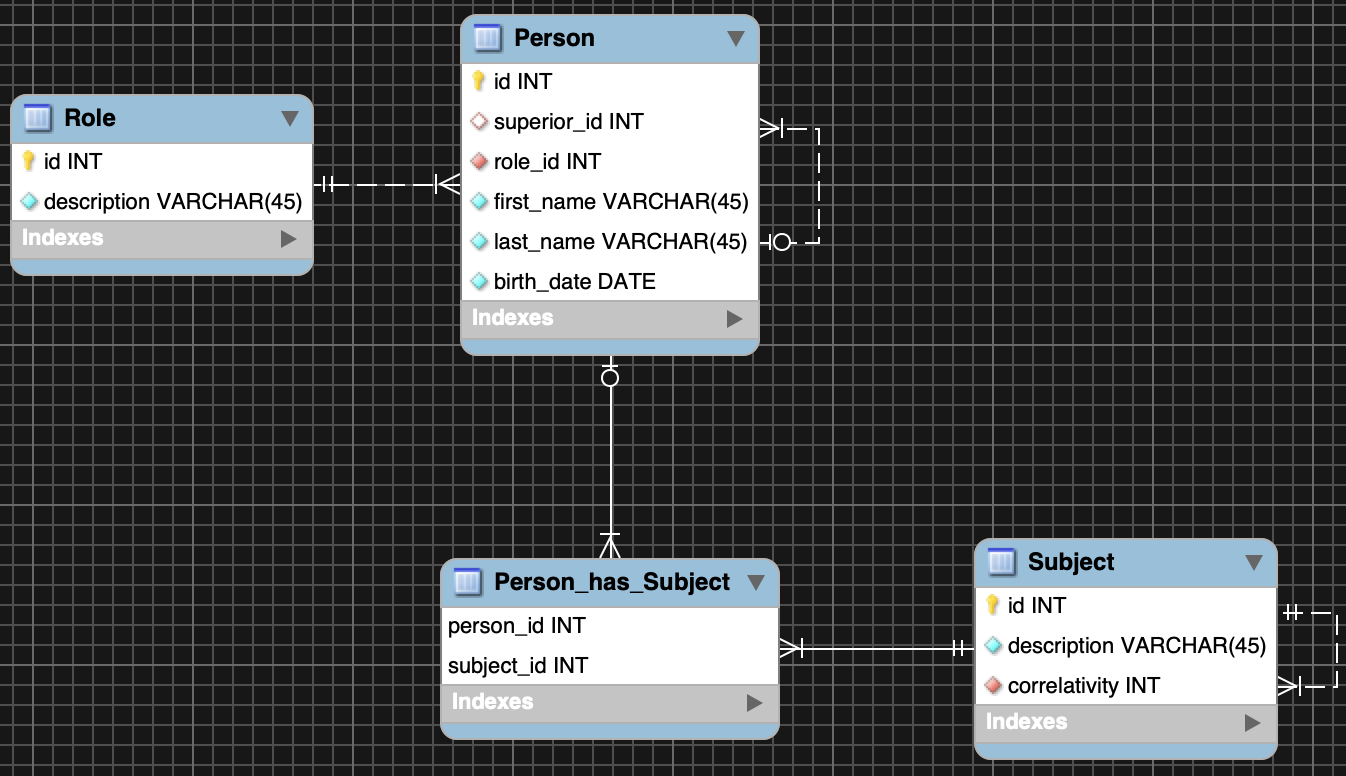 Role
id INT
description VARCHAR(45)
Indexes
Person
id INT
superior_id INT
role_id INT
first_name VARCHAR(45)
last_name VARCHAR(45)
birth_date DATE
Indexes
Person_has_Subject
person_id INT
subject_id INT
Indexes
Subject
id INT
description VARCHAR(45)
correlativity INT
Indexes